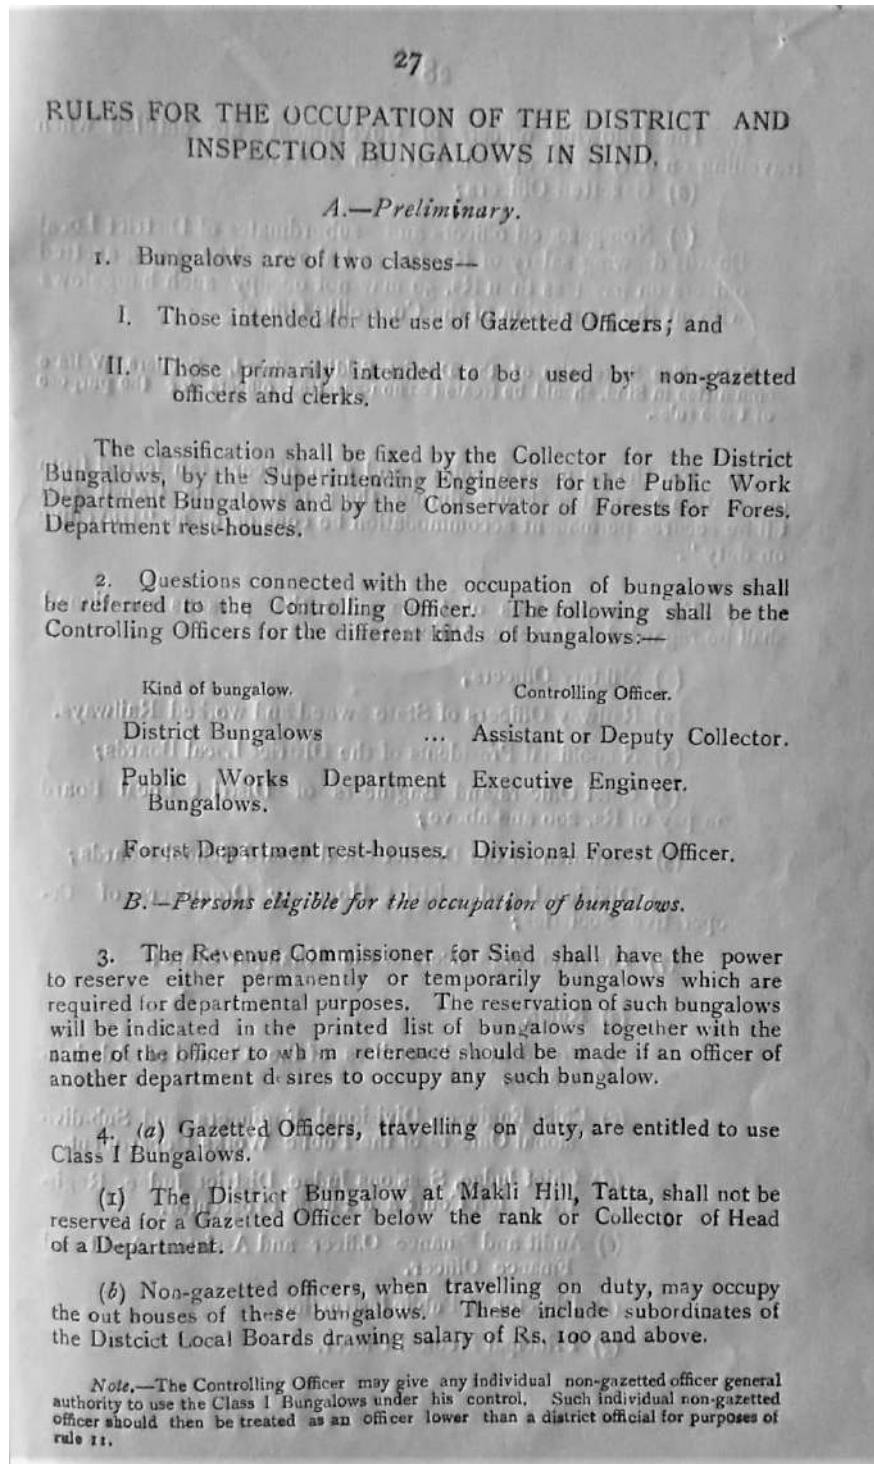 27
RULES FOR THE OCCUPATION OF THE DISTRICT AND
INSPECTION BUNGALOWS IN SIND.
A.—Preliminary.
1. Bungalows are of two classes—
I. Those intended for the use of Gazetted Officers; and
II. Those primarily intended to be used by non-gazetted
officers and clerks.
The classification shall be fixed by the Collector for the District
Bungalows, by the Superintending Engineers for the Public Work
Department Bungalows and by the Conservator of Forests for Fores.
Department rest-houses.
2. Questions connected with the occupation of bungalows shall
be referred to the Controlling Officer. The following shall be the
Controlling Officers for the different kinds of bungalows:—
Kind of bungalow. Controlling Officer.
District Bungalows ... Assistant or Deputy Collector.
Public Works Department Executive Engineer.
Bungalows.
Forest Department rest-houses. Divisional Forest Officer.
B.—Persons eligible for the occupation of bungalows.
3. The Revenue Commissioner for Sind shall have the power
to reserve either permanently or temporarily bungalows which are
required for departmental purposes. The reservation of such bungalows
will be indicated in the printed list of bungalows together with the
name of the officer to wh m reference should be made if an officer of
another department d sires to occupy any such bungalow.
4. (a) Gazetted Officers, travelling on duty, are entitled to use
Class I Bungalows.
(1) The District Bungalow at Makli Hill, Tatta, shall not be
reserved for a Gazetted Officer below the rank or Collector of Head
of a Department.
(b) Non-gazetted officers, when travelling on duty, may occupy
the out houses of these bungalows. These include subordinates of
the Distcict Local Boards drawing salary of Rs. 100 and above.
Note.—The Controlling Officer may give any individual non-gazetted officer general
authority to use the Class I Bungalows under his control. Such individual non-gazetted
officer should then be treated as an officer lower than a district official for purposes of
rule 11.